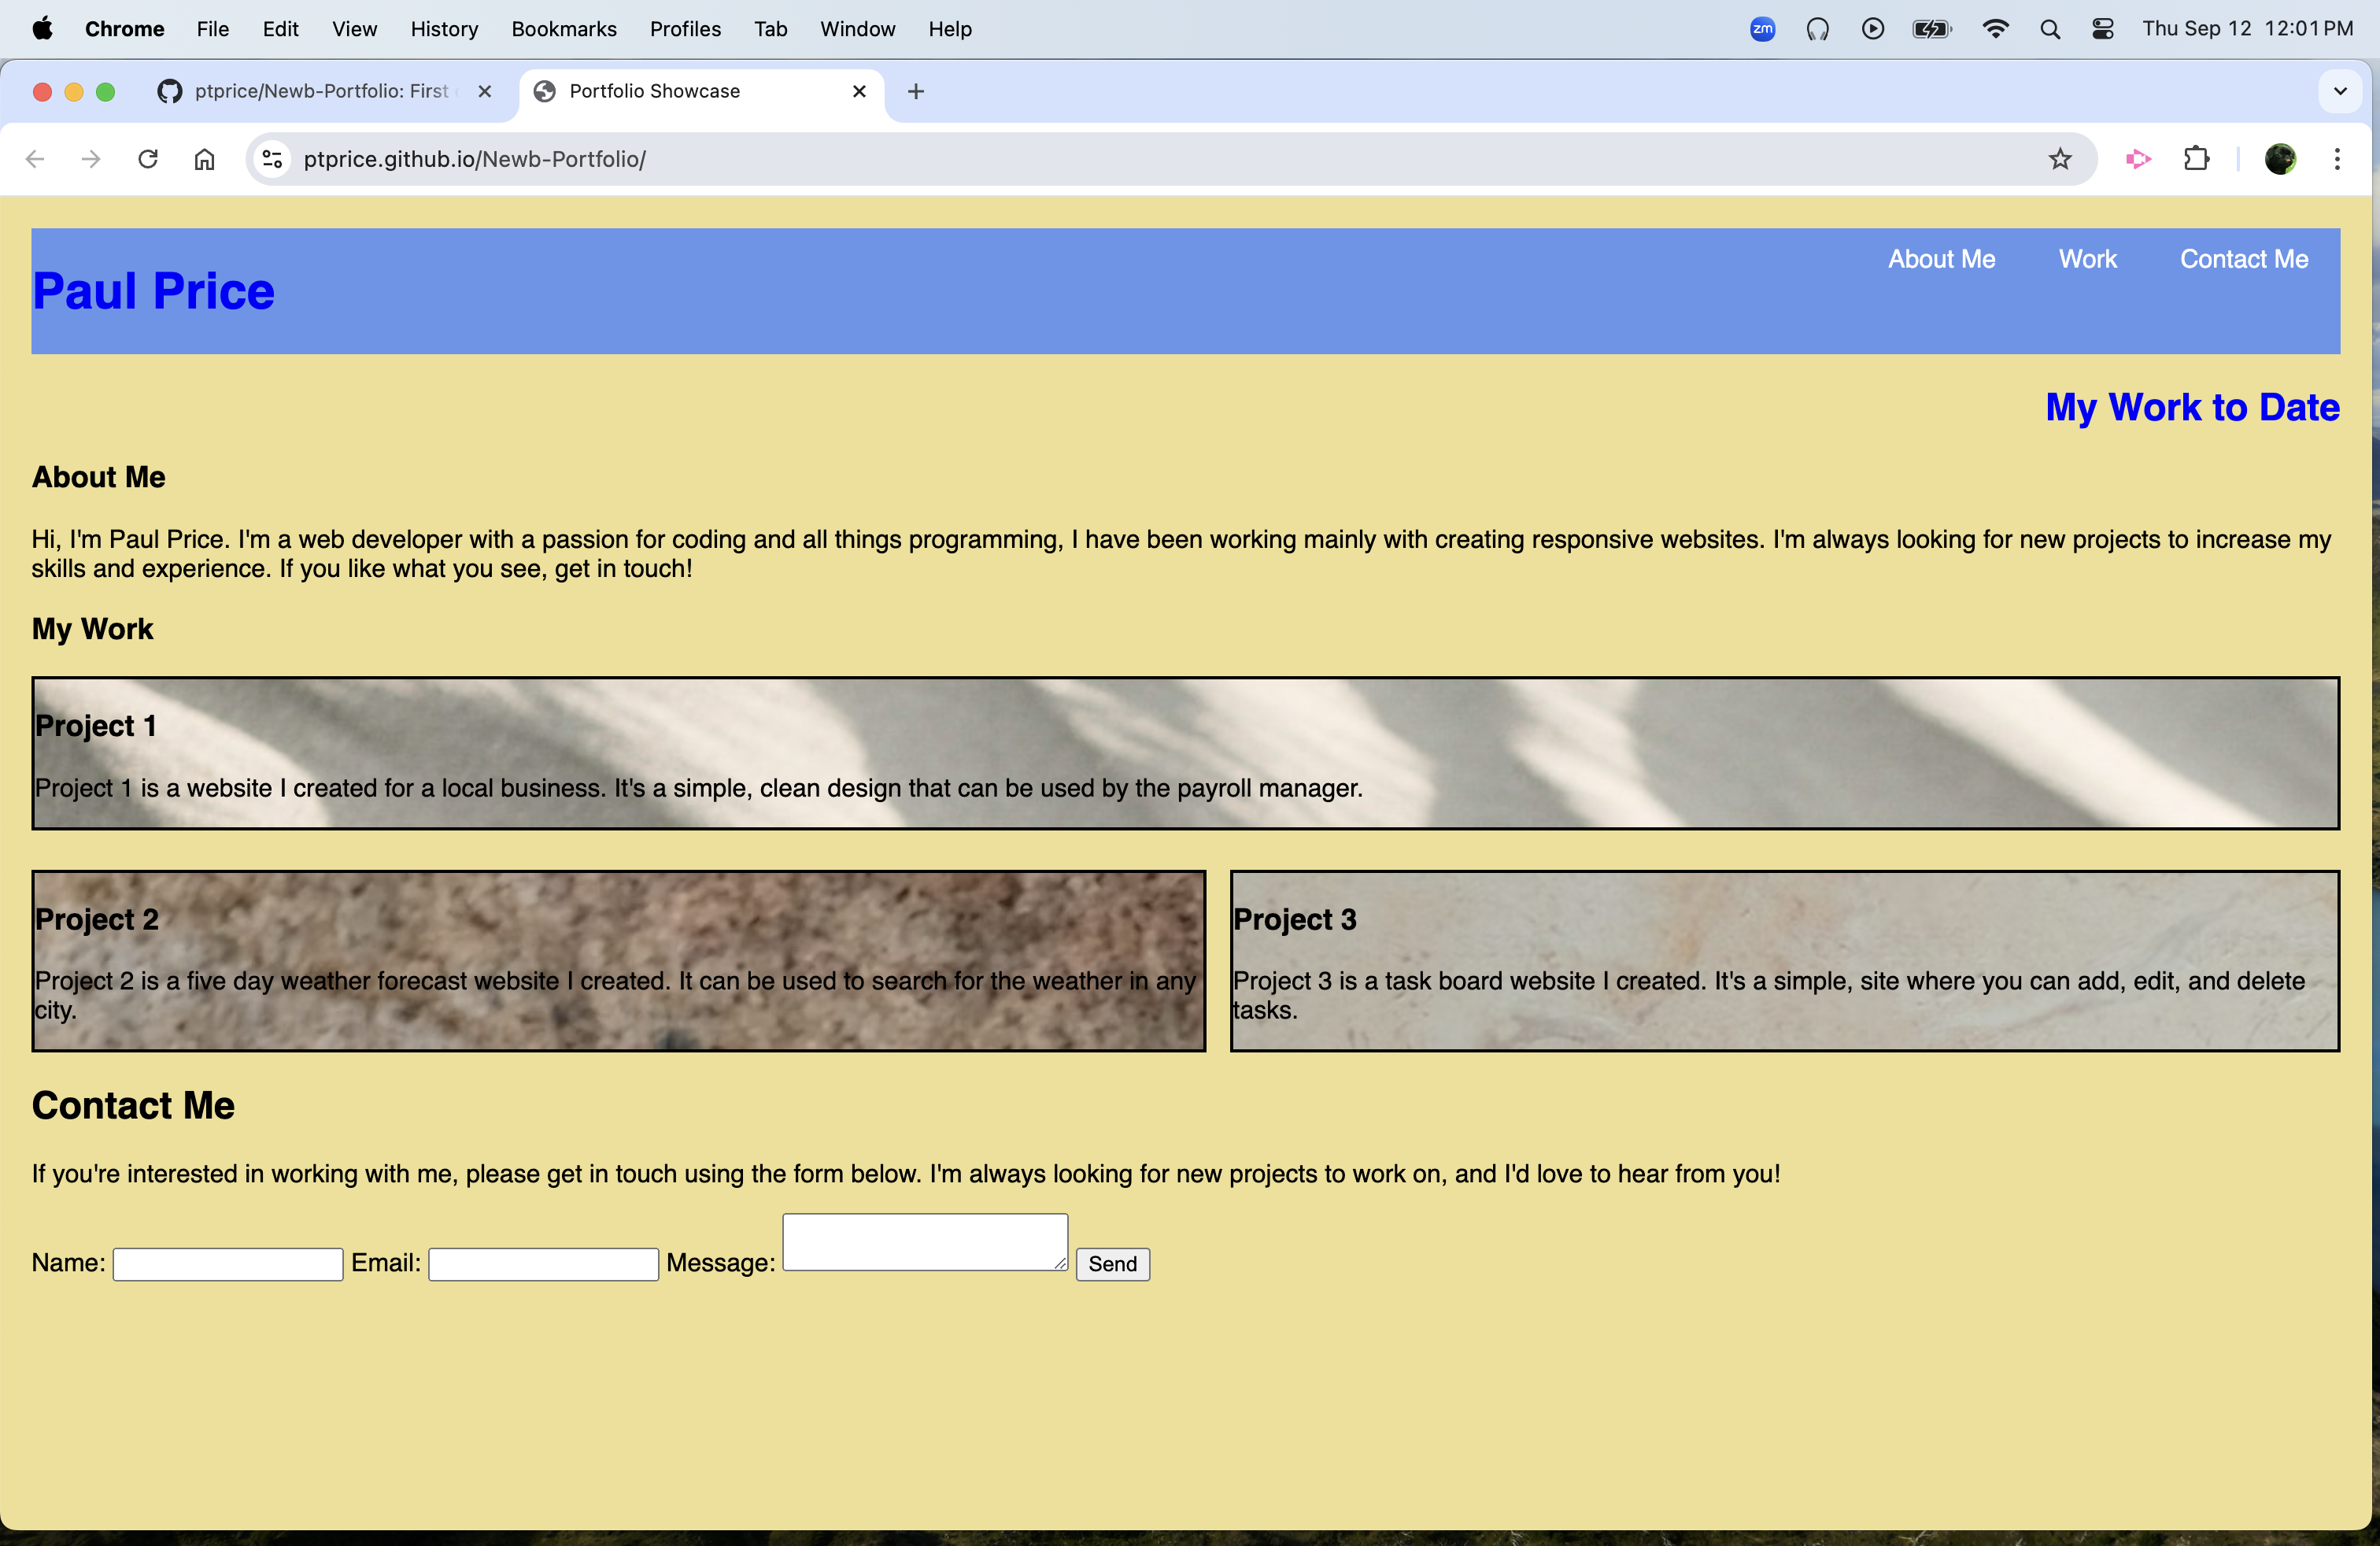 Chrome File Edit View History Bookmarks Profiles Tab Window Help zm Thu Sep 12 12:01 PM
ptprice/Newb-Portfolio: First Portfolio Showcase
ptprice.github.io/Newb-Portfolio/
About Me Work Contact Me
Paul Price
My Work to Date
About Me
Hi, I'm Paul Price. I'm a web developer with a passion for coding and all things programming, I have been working mainly with creating responsive websites. I'm always looking for new projects to increase my
skills and experience. If you like what you see, get in touch!
My Work
Project 1
Project 1 is a website I created for a local business. It's a simple, clean design that can be used by the payroll manager.
Project 2
Project 2 is a five day weather forecast website I created. It can be used to search for the weather in any
city.
Project 3
Project 3 is a task board website I created. It's a simple, site where you can add, edit, and delete
tasks.
Contact Me
If you're interested in working with me, please get in touch using the form below. I'm always looking for new projects to work on, and I'd love to hear from you!
Name: Email: Message: Send